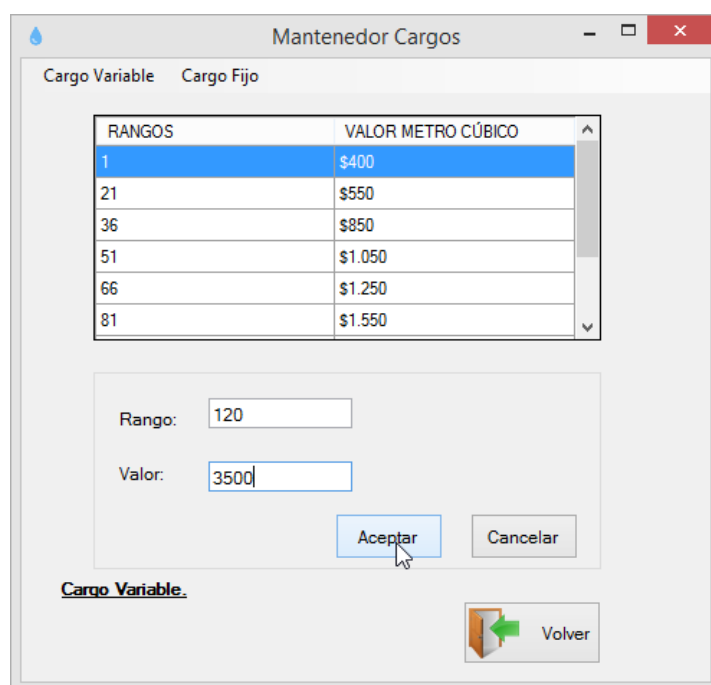 Mantenedor Cargos
Cargo Variable Cargo Fijo
RANGOS VALOR METRO CÚBICO
1 $400
21 $550
36 $850
51 $1.050
66 $1.250
81 $1.550
Rango: 120
Valor: 3500
Aceptar Cancelar
Cargo Variable.
Volver